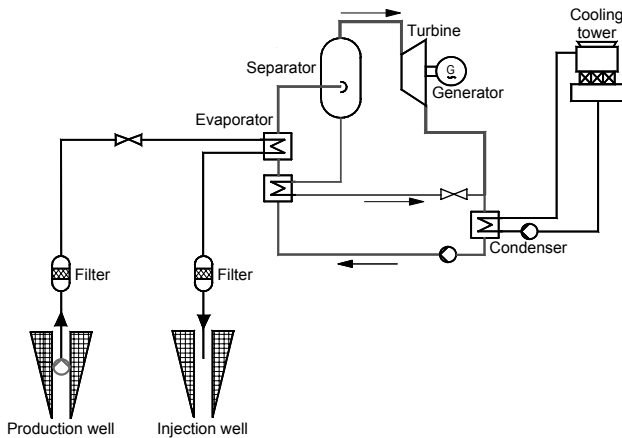 Cooling
tower
Turbine
Separator
G
Generator
Evaporator
Condenser
Filter
Filter
Production well
Injection well